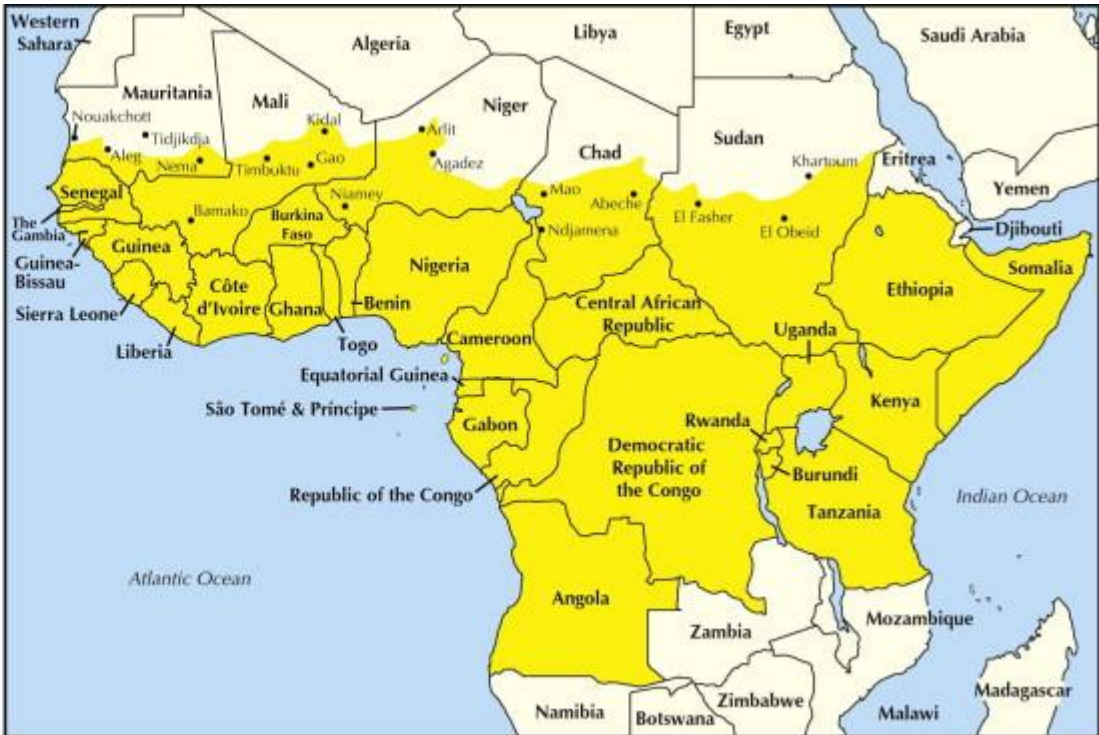 Western
Sahara
Algeria
Libya
Egypt
Saudi Arabia
Mauritania
Mali
Niger
Chad
Sudan
Eritrea
Yemen
Djibouti
Nouakchott
Tidjikdja
Aleg
Nema
Kidal
Timbuktu
Gao
Arlit
Agadez
Niamey
Bamako
Mao
Abeche
Ndjamena
Khartoum
El Fasher
El Obeid
Senegal
The
Gambia
Guinea-
Bissau
Guinea
Sierra Leone
Liberia
Côte
d'Ivoire
Burkina
Faso
Ghana
Togo
Benin
Nigeria
Cameroon
Central African
Republic
Ethiopia
Somalia
Uganda
Kenya
Equatorial Guinea
São Tomé & Príncipe
Gabon
Republic of the Congo
Democratic
Republic of
the Congo
Rwanda
Burundi
Tanzania
Indian Ocean
Atlantic Ocean
Angola
Zambia
Mozambique
Namibia
Botswana
Zimbabwe
Malawi
Madagascar